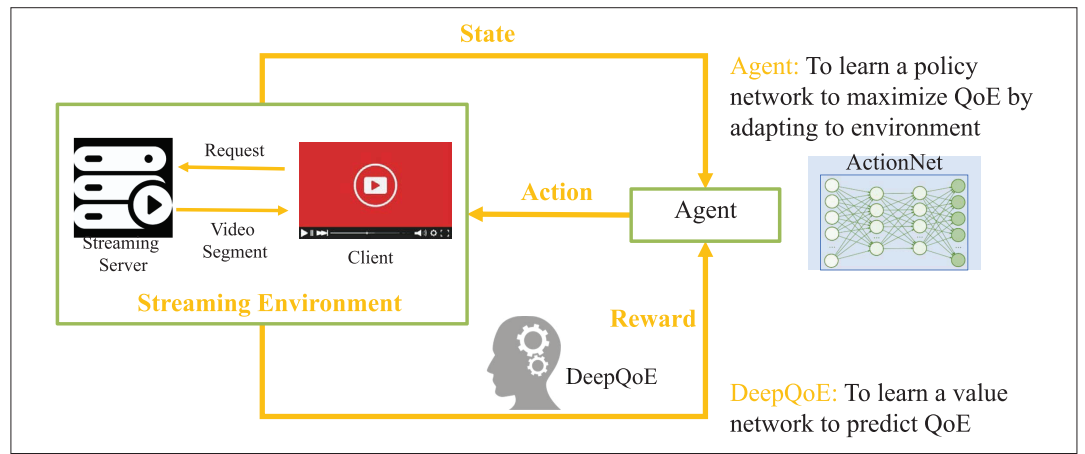 State
Agent: To learn a policy
network to maximize QoE by
adapting to environment
ActionNet
Request
Video
Segment
Streaming
Server
Client
Streaming Environment
Action
Agent
Reward
DeepQoE
DeepQoE: To learn a value
network to predict QoE